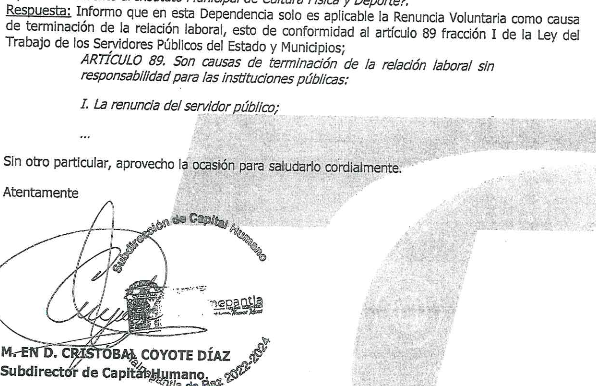 Instituto Municipal de Cultura Física y Deporte?.
Respuesta: Informo que en esta Dependencia solo es aplicable la Renuncia Voluntaria como causa
de terminación de la relación laboral, esto de conformidad al artículo 89 fracción I de la Ley del
Trabajo de los Servidores Públicos del Estado y Municipios;
ARTÍCULO 89. Son causas de terminación de la relación laboral sin
responsabilidad para las instituciones públicas:
I. La renuncia del servidor público;
...
Sin otro particular, aprovecho la ocasión para saludarlo cordialmente.
Atentamente
Subdirección de Capital Humano
nepantla
M. EN D. CRISTÓBAL COYOTE DÍAZ
Subdirector de Capital Humano.
de Baz 2022-2024